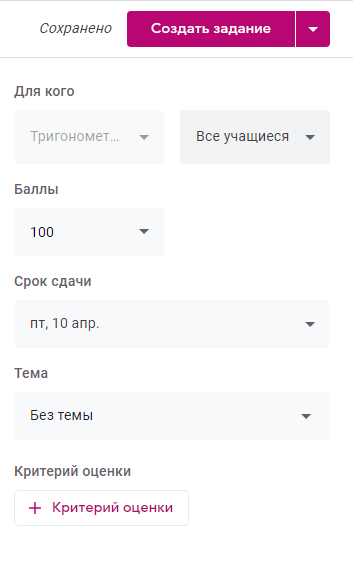 Сохранено Создать задание
Для кого
Тригономет... Все учащиеся
Баллы
100
Срок сдачи
пт, 10 апр.
Тема
Без темы
Критерий оценки
+ Критерий оценки